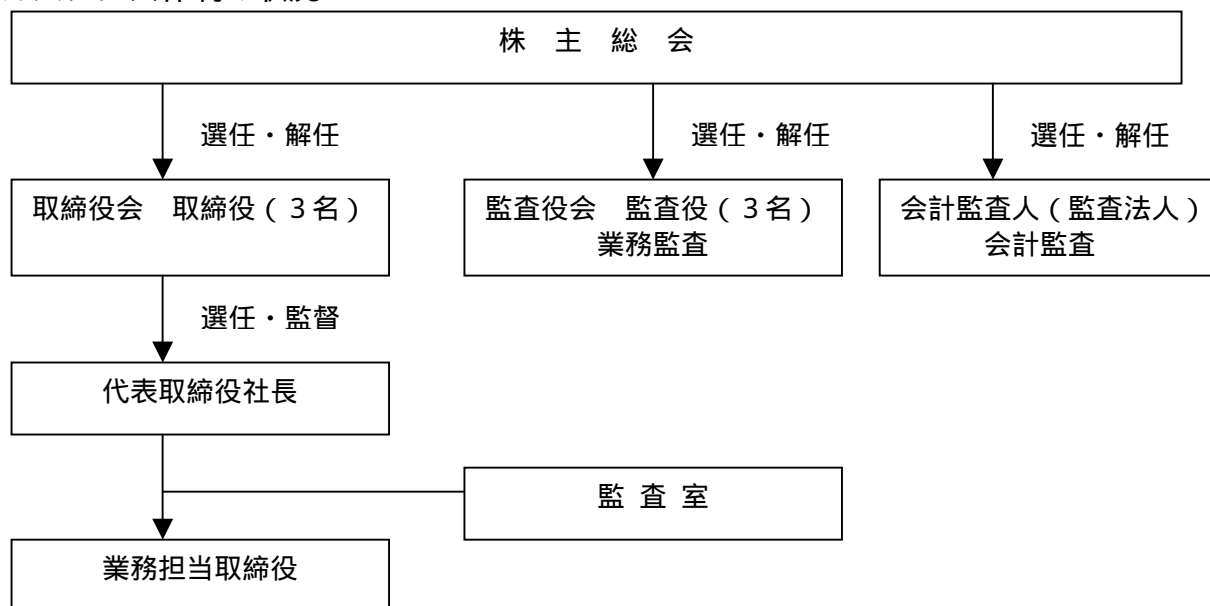 株 主 総 会
選任・解任
選任・解任
選任・解任
取締役会 取締役(3名)
監査役会 監査役(3名)
業務監査
会計監査人(監査法人)
会計監査
選任・監督
代表取締役社長
監 査 室
業務担当取締役